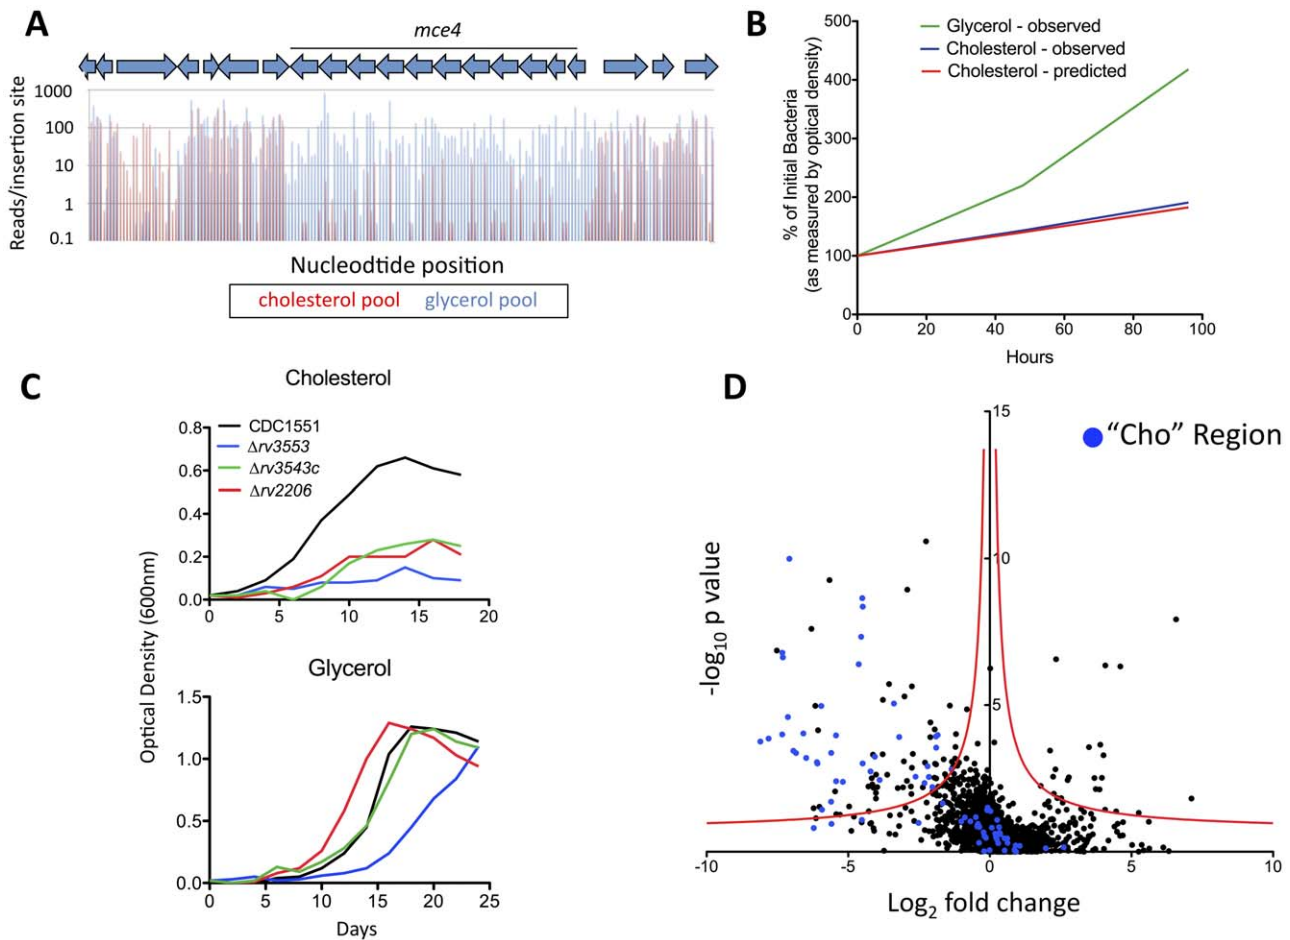 A
mce4
1000
100
10
1
0.1
Reads/insertion site
Nucleodtide position
cholesterol pool glycerol pool
B
500
400
300
200
100
0
% of Initial Bacteria
(as measured by optical density)
Glycerol - observed
Cholesterol - observed
Cholesterol - predicted
0 20 40 60 80 100
Hours
C
Cholesterol
0.8
0.6
0.4
0.2
0.0
CDC1551
Δrv3553
Δrv3543c
Δrv2206
0 5 10 15 20
Optical Density (600nm)
Glycerol
1.5
1.0
0.5
0.0
0 5 10 15 20 25
Days
D
"Cho" Region
15
10
5
-log10 p value
-10 -5 0 5 10
Log2 fold change